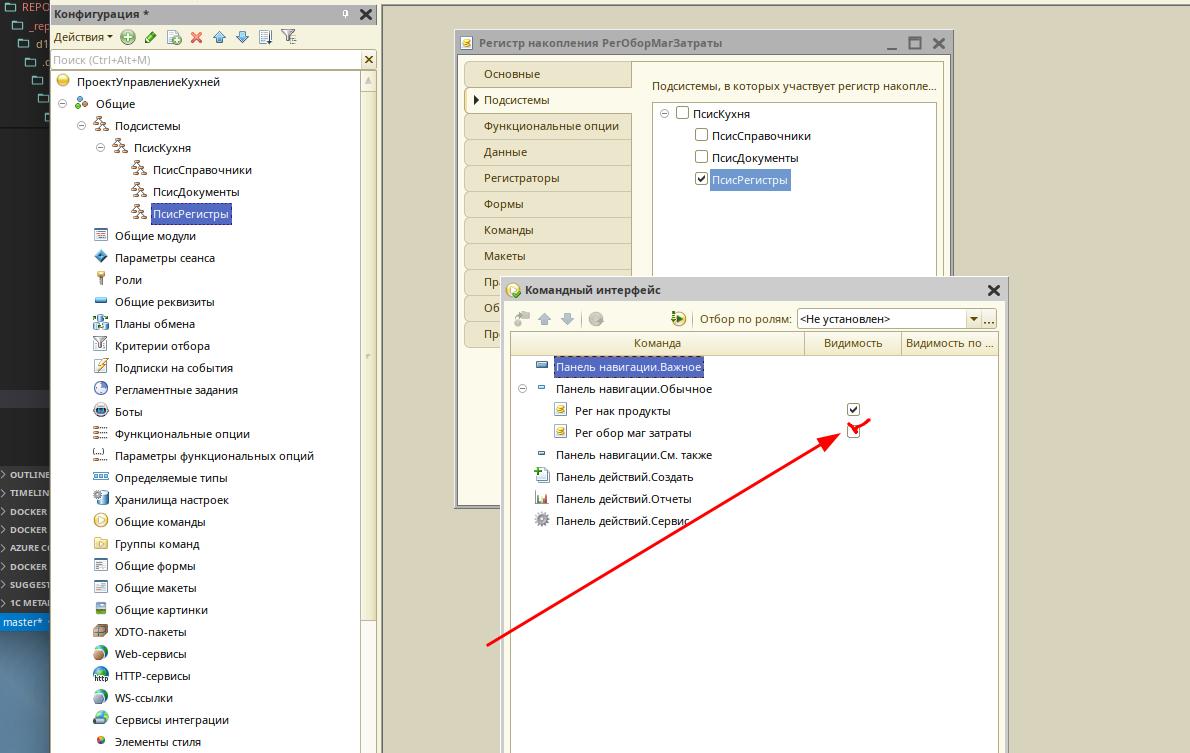 REPO
_rep
d1
.c
OUTLINE
TIMELIN
DOCKER
DOCKER
AZURE CO
DOCKER
SUGGEST
1C META
master*
Конфигурация *
Действия
Поиск (Ctrl+Alt+M)
ПроектУправлениеКухней
Общие
Подсистемы
ПсисКухня
ПсисСправочники
ПсисДокументы
ПсисРегистры
Общие модули
Параметры сеанса
Роли
Общие реквизиты
Планы обмена
Критерии отбора
Подписки на события
Регламентные задания
Боты
Функциональные опции
Параметры функциональных опций
Определяемые типы
Хранилища настроек
Общие команды
Группы команд
Общие формы
Общие макеты
Общие картинки
XDTO-пакеты
Web-сервисы
HTTP-сервисы
WS-ссылки
Сервисы интеграции
Элементы стиля
Регистр накопления РегОборМагЗатраты
Основные
Подсистемы
Функциональные опции
Данные
Регистраторы
Формы
Команды
Макеты
Пра
Об
Пр
Подсистемы, в которых участвует регистр накопле...
ПсисКухня
ПсисСправочники
ПсисДокументы
ПсисРегистры
Командный интерфейс
Отбор по ролям: <Не установлен> ...
Команда Видимость Видимость по ...
Панель навигации.Важное
Панель навигации.Обычное
Рег нак продукты
Рег обор маг затраты
Панель навигации.См. также
Панель действий.Создать
Панель действий.Отчеты
Панель действий.Сервис